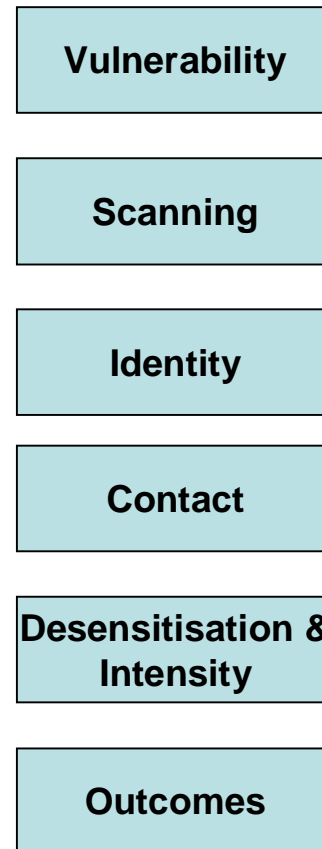 Vulnerability
Scanning
Identity
Contact
Desensitisation &
Intensity
Outcomes